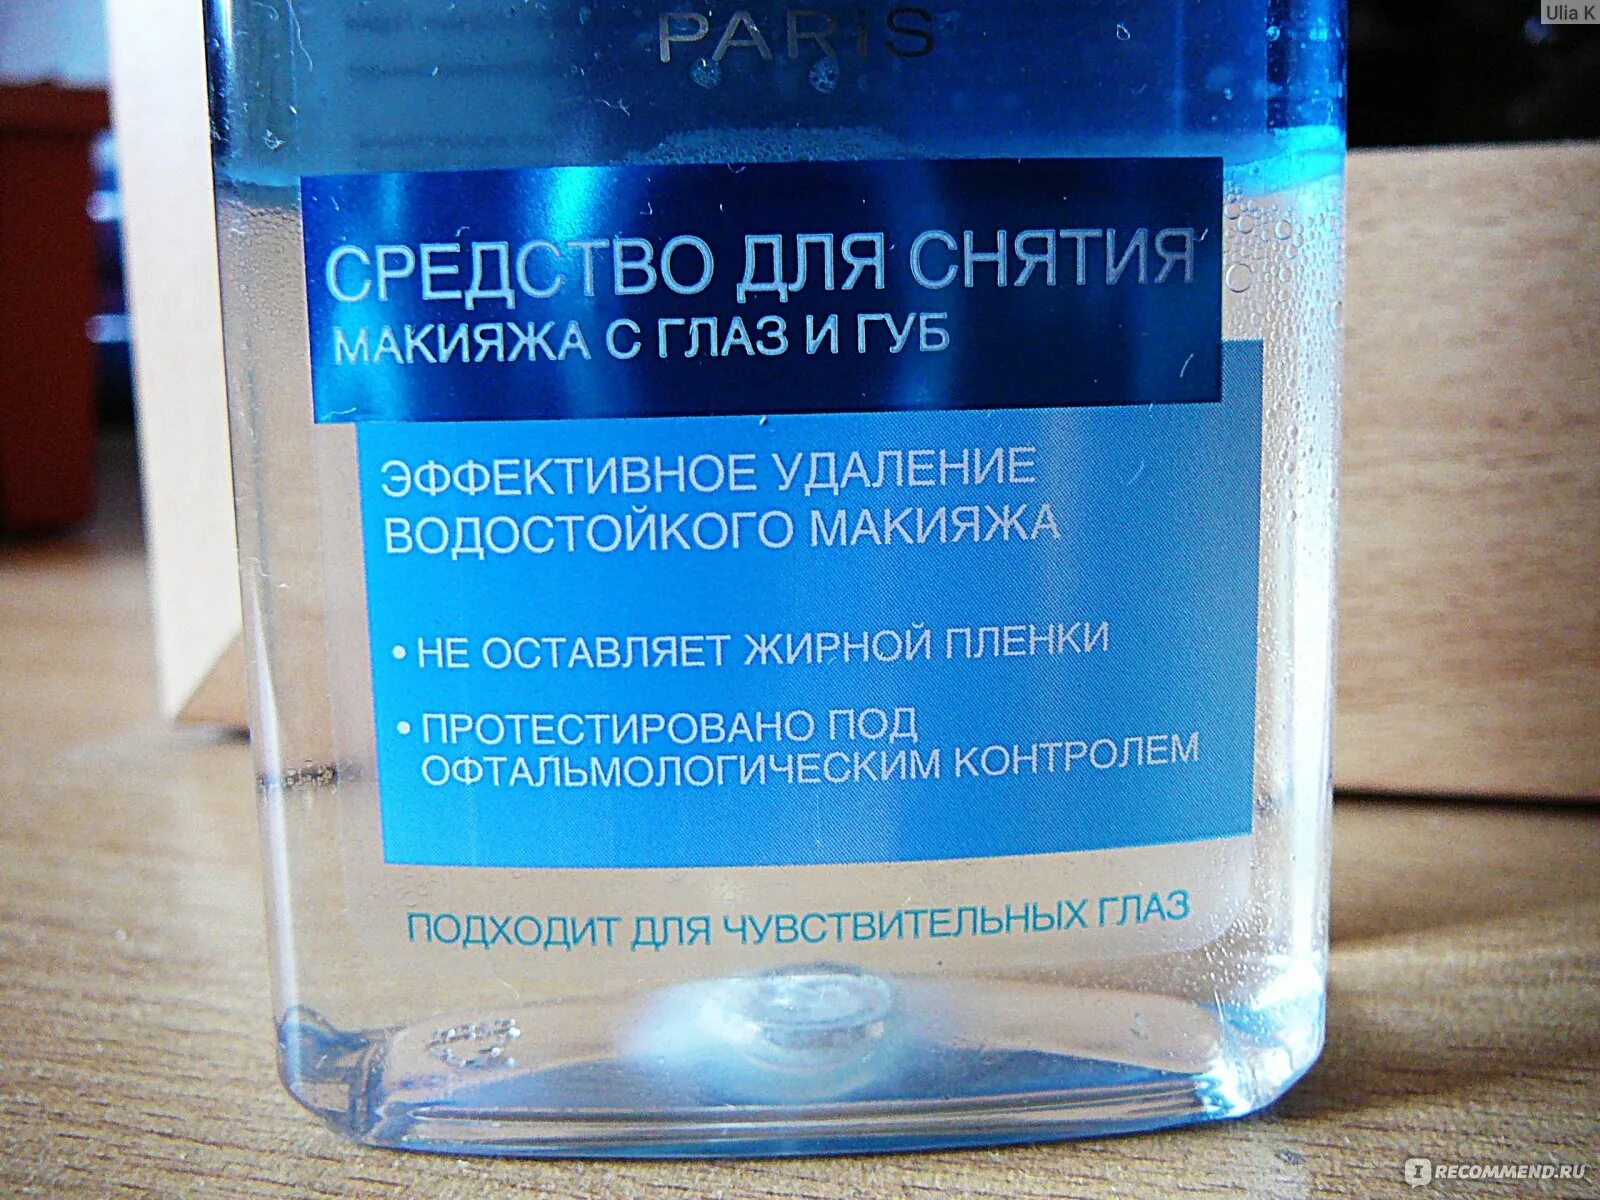 Ulia K
PARIS
СРЕДСТВО ДЛЯ СНЯТИЯ
МАКИЯЖА С ГЛАЗ И ГУБ
ЭФФЕКТИВНОЕ УДАЛЕНИЕ
ВОДОСТОЙКОГО МАКИЯЖА
• НЕ ОСТАВЛЯЕТ ЖИРНОЙ ПЛЕНКИ
• ПРОТЕСТИРОВАНО ПОД
ОФТАЛЬМОЛОГИЧЕСКИМ КОНТРОЛЕМ
ПОДХОДИТ ДЛЯ ЧУВСТВИТЕЛЬНЫХ ГЛАЗ
IRECOMMEND.RU